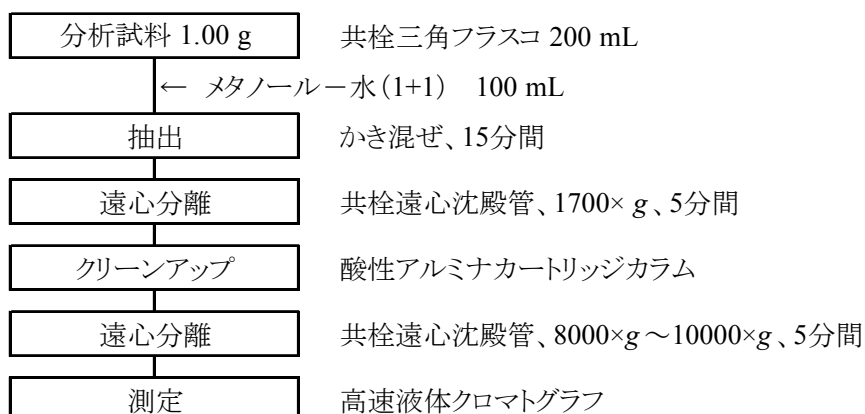 分析試料 1.00 g 共栓三角フラスコ 200 mL
← メタノール－水(1+1) 100 mL
抽出 かき混ぜ、15分間
遠心分離 共栓遠心沈殿管、1700× g、5分間
クリーンアップ 酸性アルミナカートリッジカラム
遠心分離 共栓遠心沈殿管、8000×g～10000×g、5分間
測定 高速液体クロマトグラフ